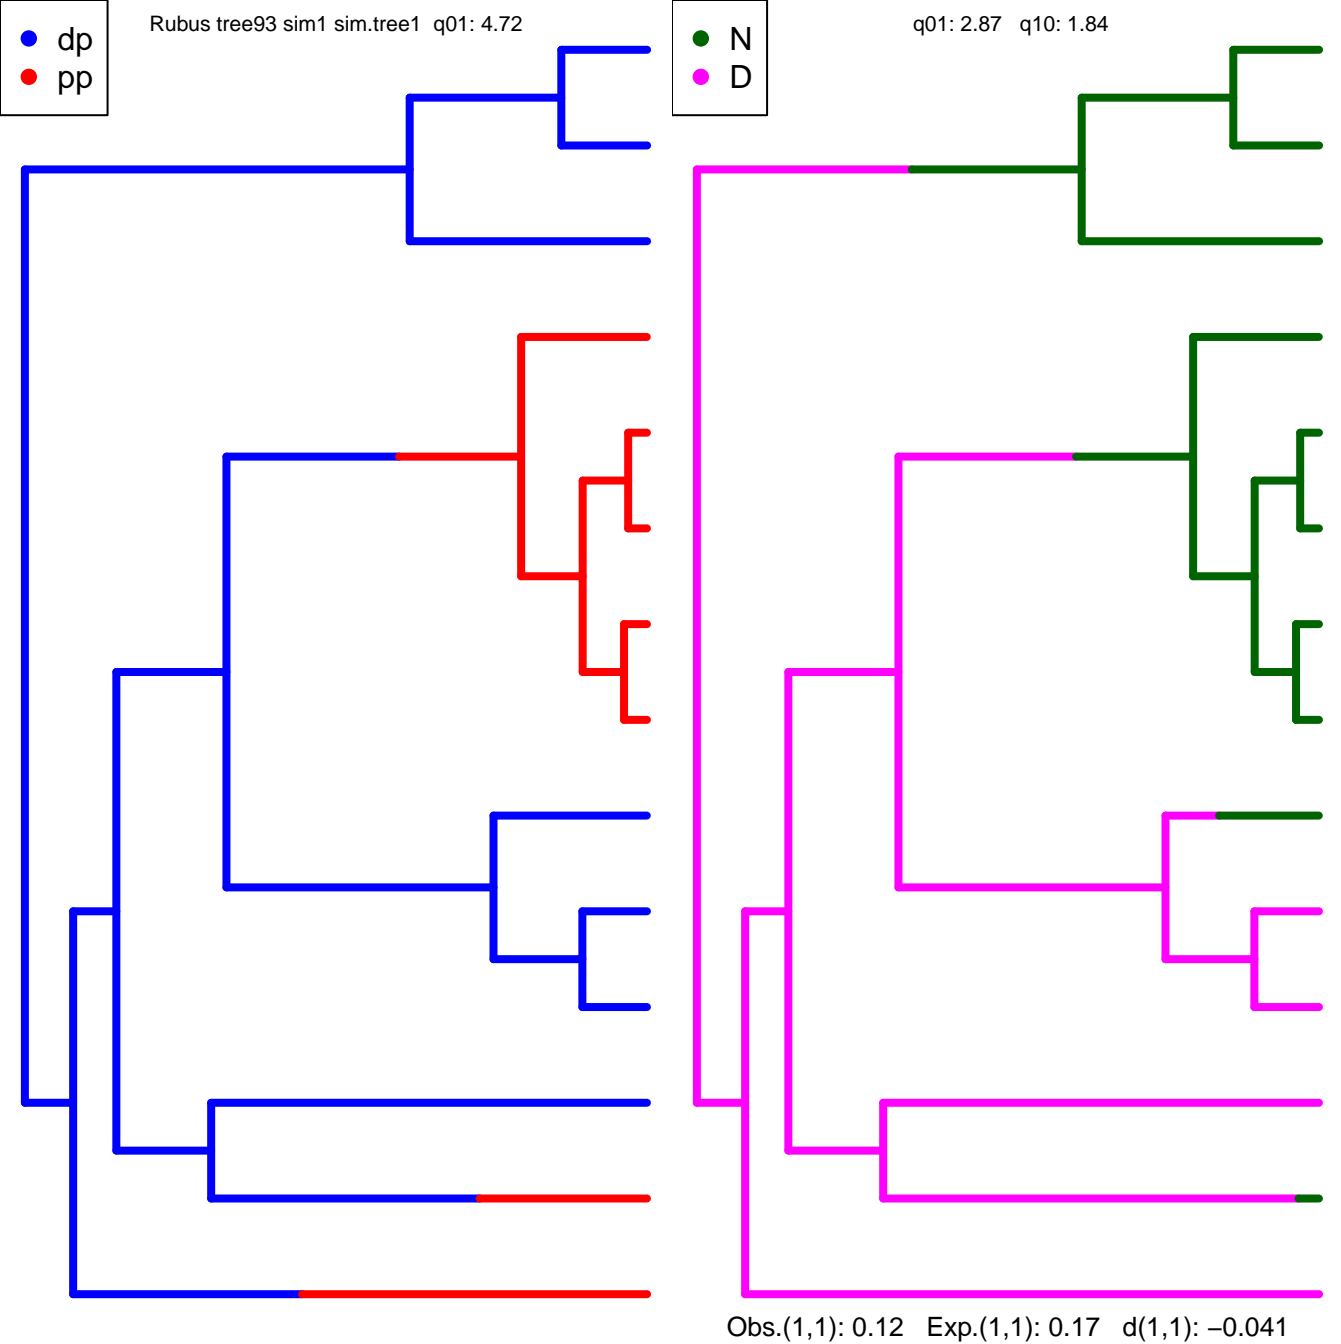 dp
pp
Rubus tree93 sim1 sim.tree1 q01: 4.72
N
D
q01: 2.87 q10: 1.84
Obs.(1,1): 0.12 Exp.(1,1): 0.17 d(1,1): −0.041